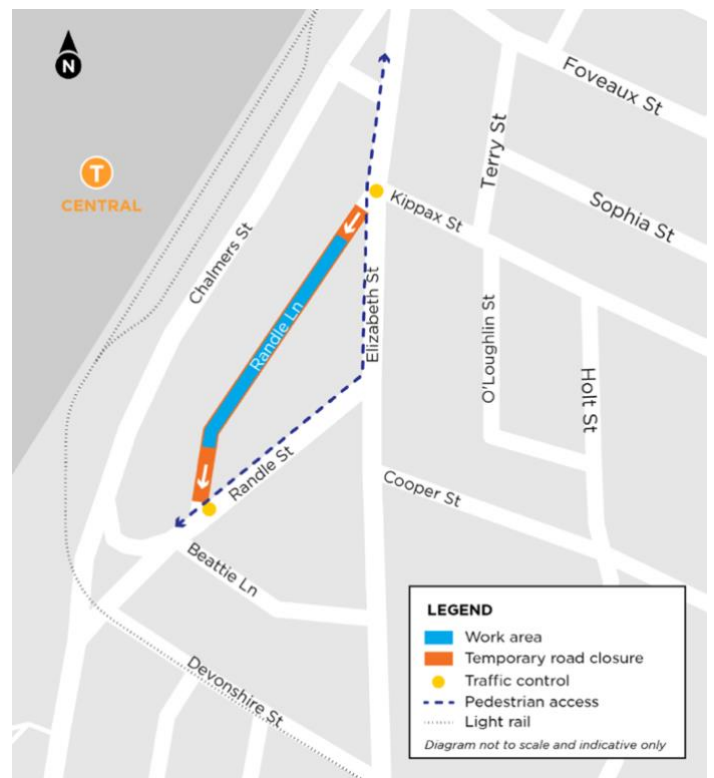 N
T
CENTRAL
Foveaux St
Terry St
Sophia St
Kippax St
Chalmers St
Randle Ln
Elizabeth St
O'Loughlin St
Holt St
Randle St
Cooper St
Beattie Ln
Devonshire St
LEGEND
Work area
Temporary road closure
Traffic control
Pedestrian access
Light rail
Diagram not to scale and indicative only